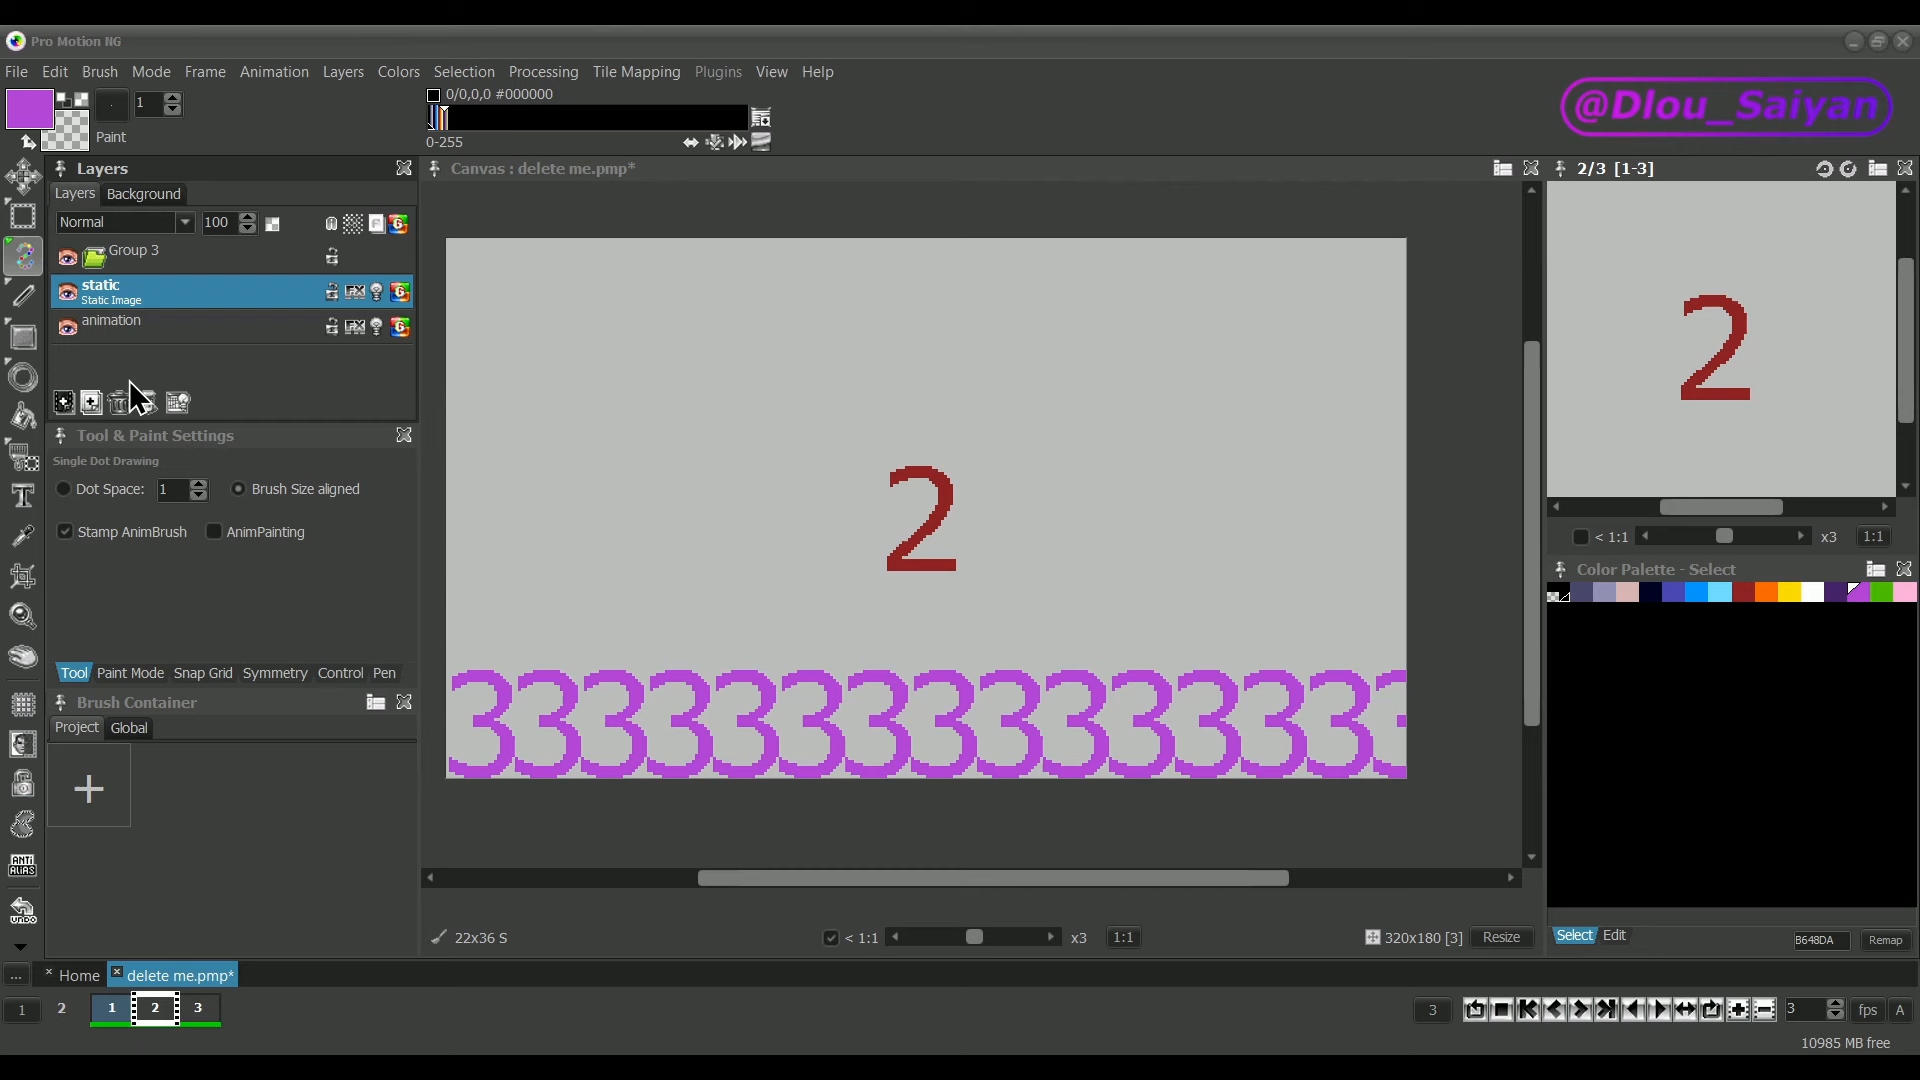 Pro Motion NG
File Edit Brush Mode Frame Animation Layers Colors Selection Processing Tile Mapping Plugins View Help
1
Paint
0/0,0,0 #000000
0-255
@Dlou_Saiyan
Layers
Layers Background
Normal 100
Group 3
static
Static Image
FX G
animation
FX G
Tool & Paint Settings
Single Dot Drawing
Dot Space: 1 Brush Size aligned
Stamp AnimBrush AnimPainting
Tool Paint Mode Snap Grid Symmetry Control Pen
Brush Container
Project Global
ANTI
ALIAS
UNDO
Canvas : delete me.pmp*
2
333333333333333
22x36 S < 1:1 x3 1:1 320x180 [3] Resize
2/3 [1-3]
2
< 1:1 x3 1:1
Color Palette - Select
Select Edit B648DA Remap
... Home delete me.pmp*
1 2 1 2 3 3 3 fps A
10985 MB free